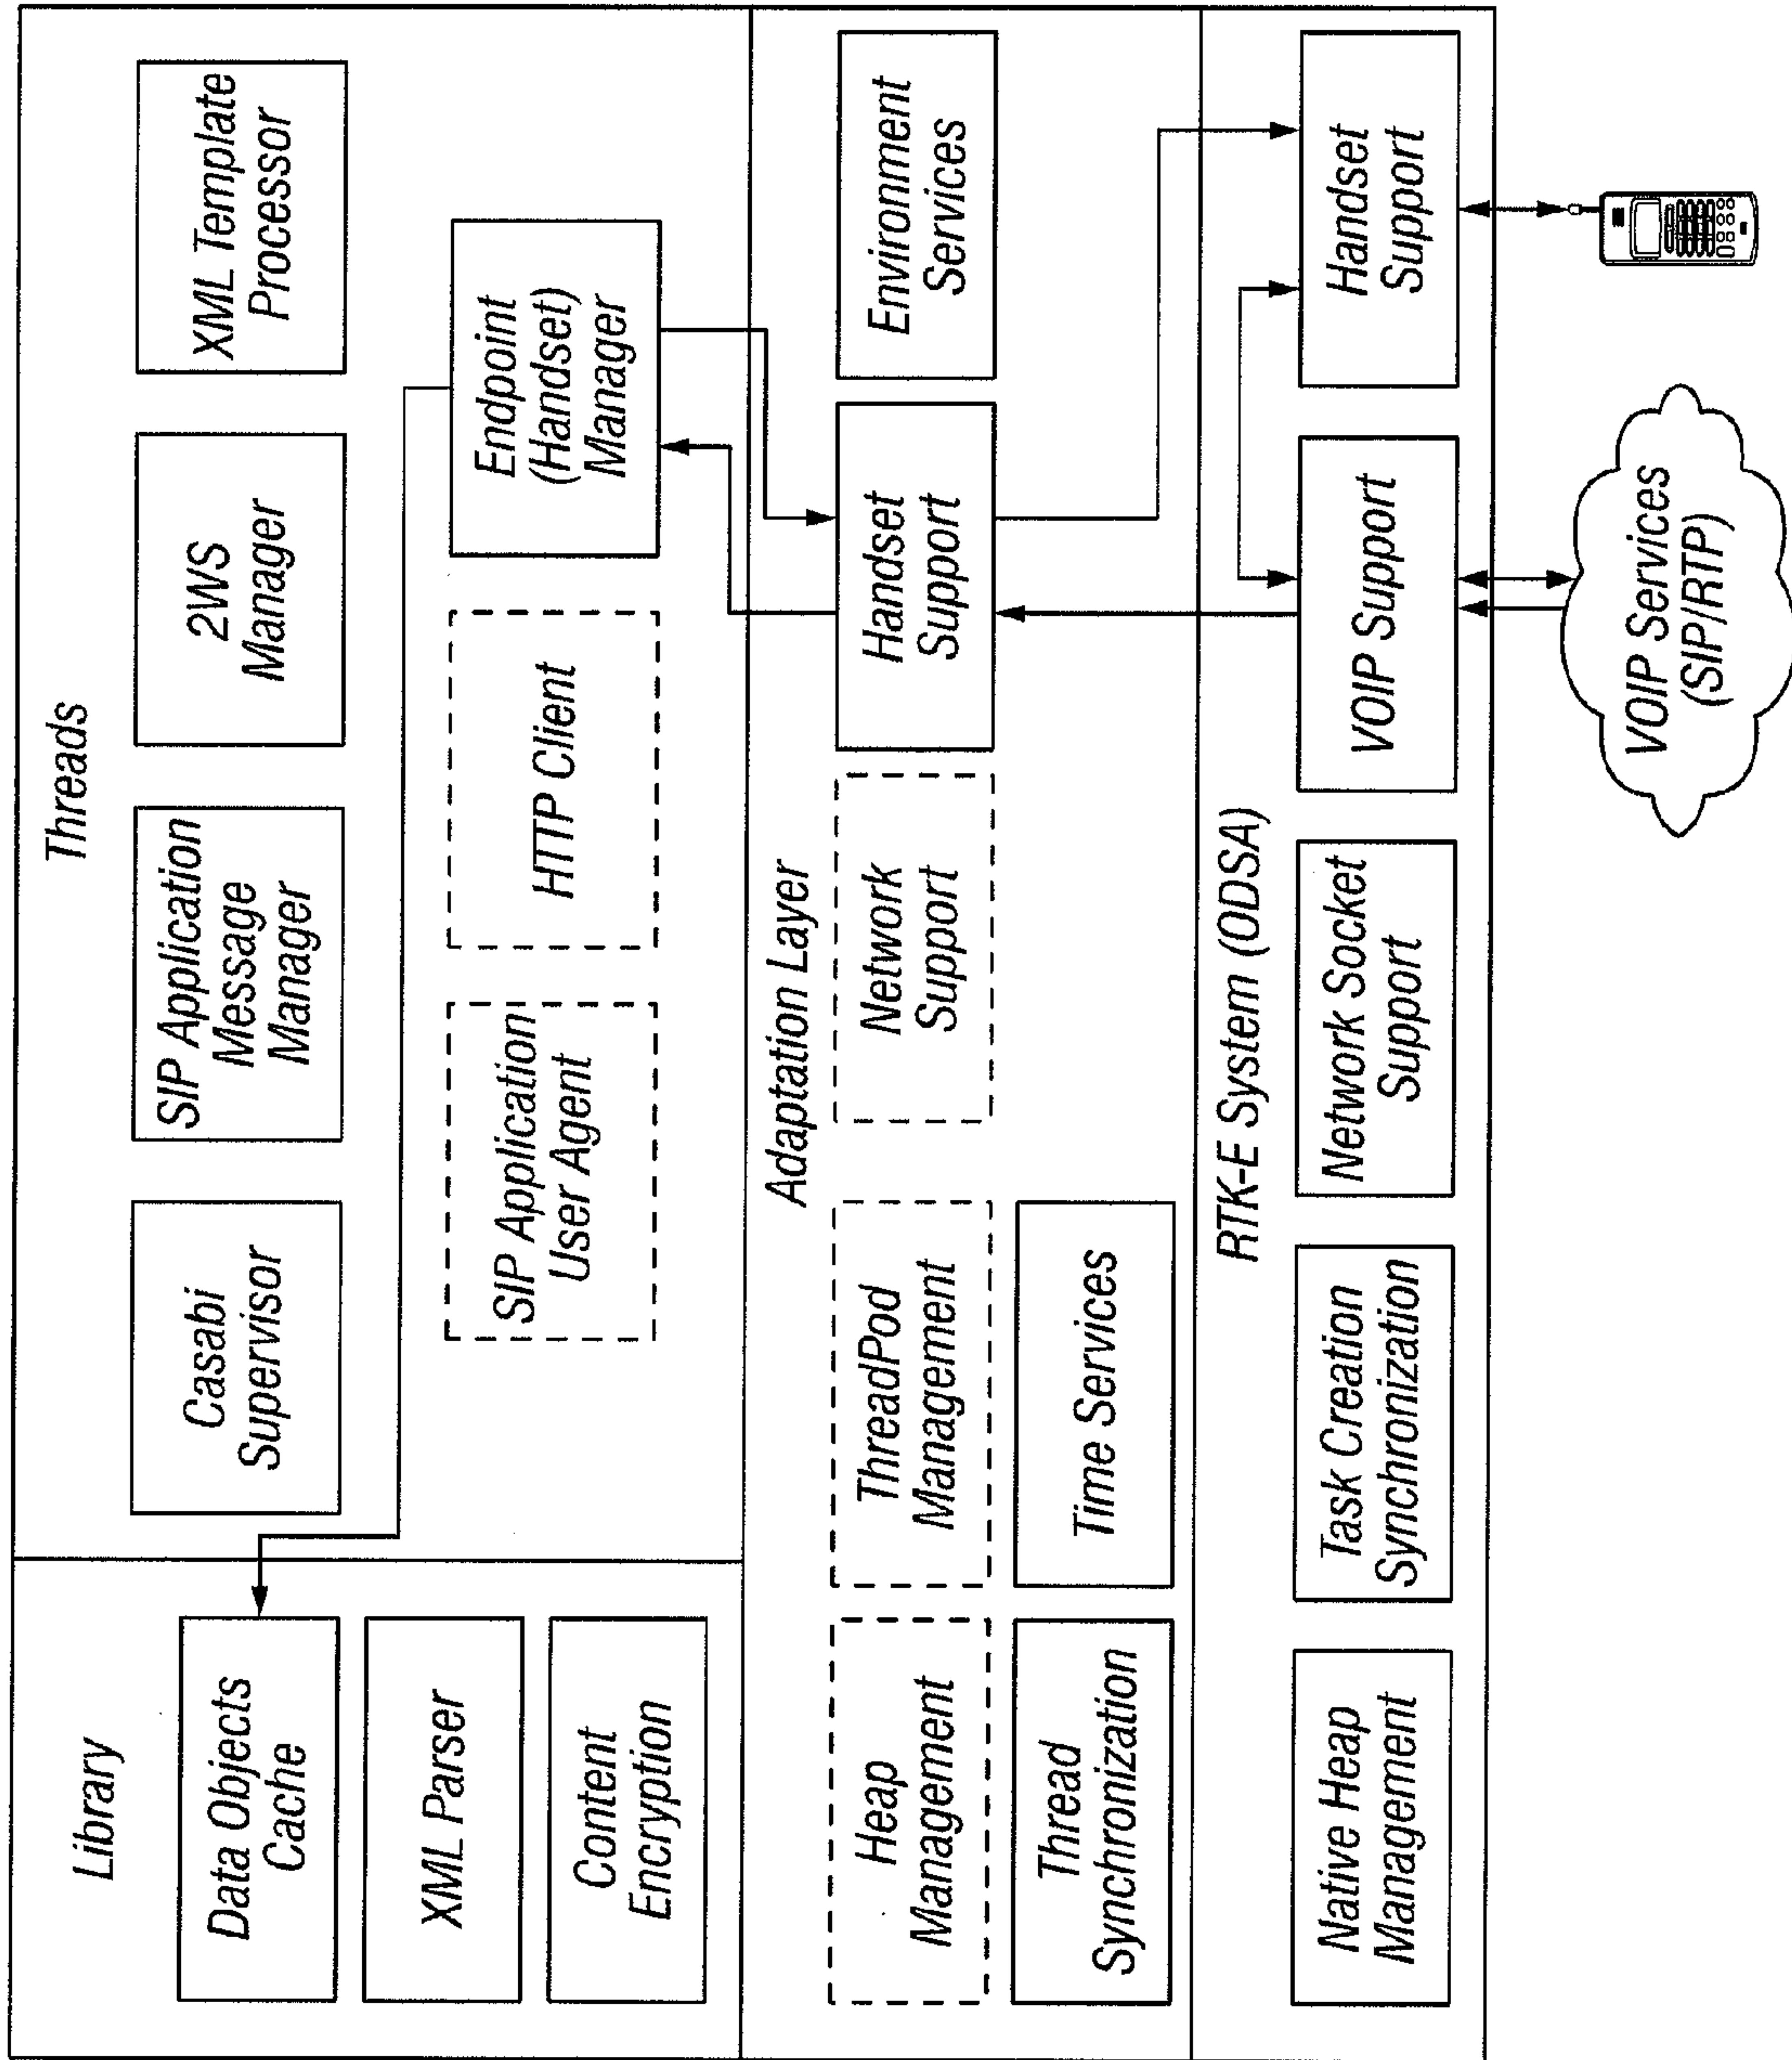 Library
Data Objects
Cache
XML Parser
Content
Encryption
Threads
Casabi
Supervisor
SIP Application
Message
Manager
2WS
Manager
XML Template
Processor
SIP Application
User Agent
HTTP Client
Endpoint
(Handset)
Manager
Adaptation Layer
Heap
Management
ThreadPod
Management
Network
Support
Handset
Support
Environment
Services
Thread
Synchronization
Time Services
RTK-E System (ODSA)
Native Heap
Management
Task Creation
Synchronization
Network Socket
Support
VOIP Support
Handset
Support
VOIP Services
(SIP/RTP)